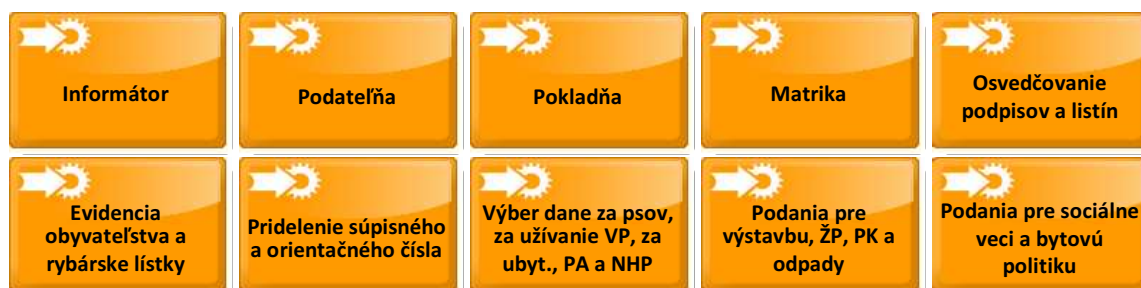 Informátor
Podateľňa
Pokladňa
Matrika
Osvedčovanie
podpisov a listín
Evidencia
obyvateľstva a
rybárske lístky
Pridelenie súpisného
a orientačného čísla
Výber dane za psov,
za užívanie VP, za
ubyt., PA a NHP
Podania pre
výstavbu, ŽP, PK a
odpady
Podania pre sociálne
veci a bytovú
politiku